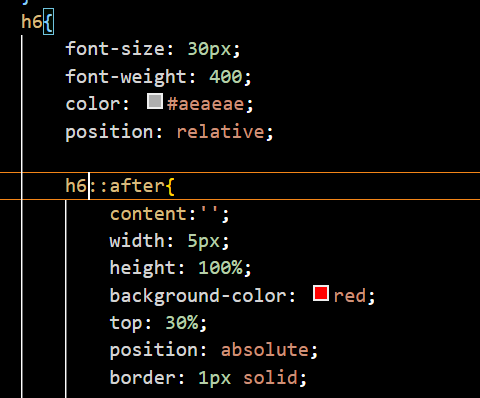 }
h6{
font-size: 30px;
font-weight: 400;
color: #aeaeae;
position: relative;
h6::after{
content:'';
width: 5px;
height: 100%;
background-color: red;
top: 30%;
position: absolute;
border: 1px solid;